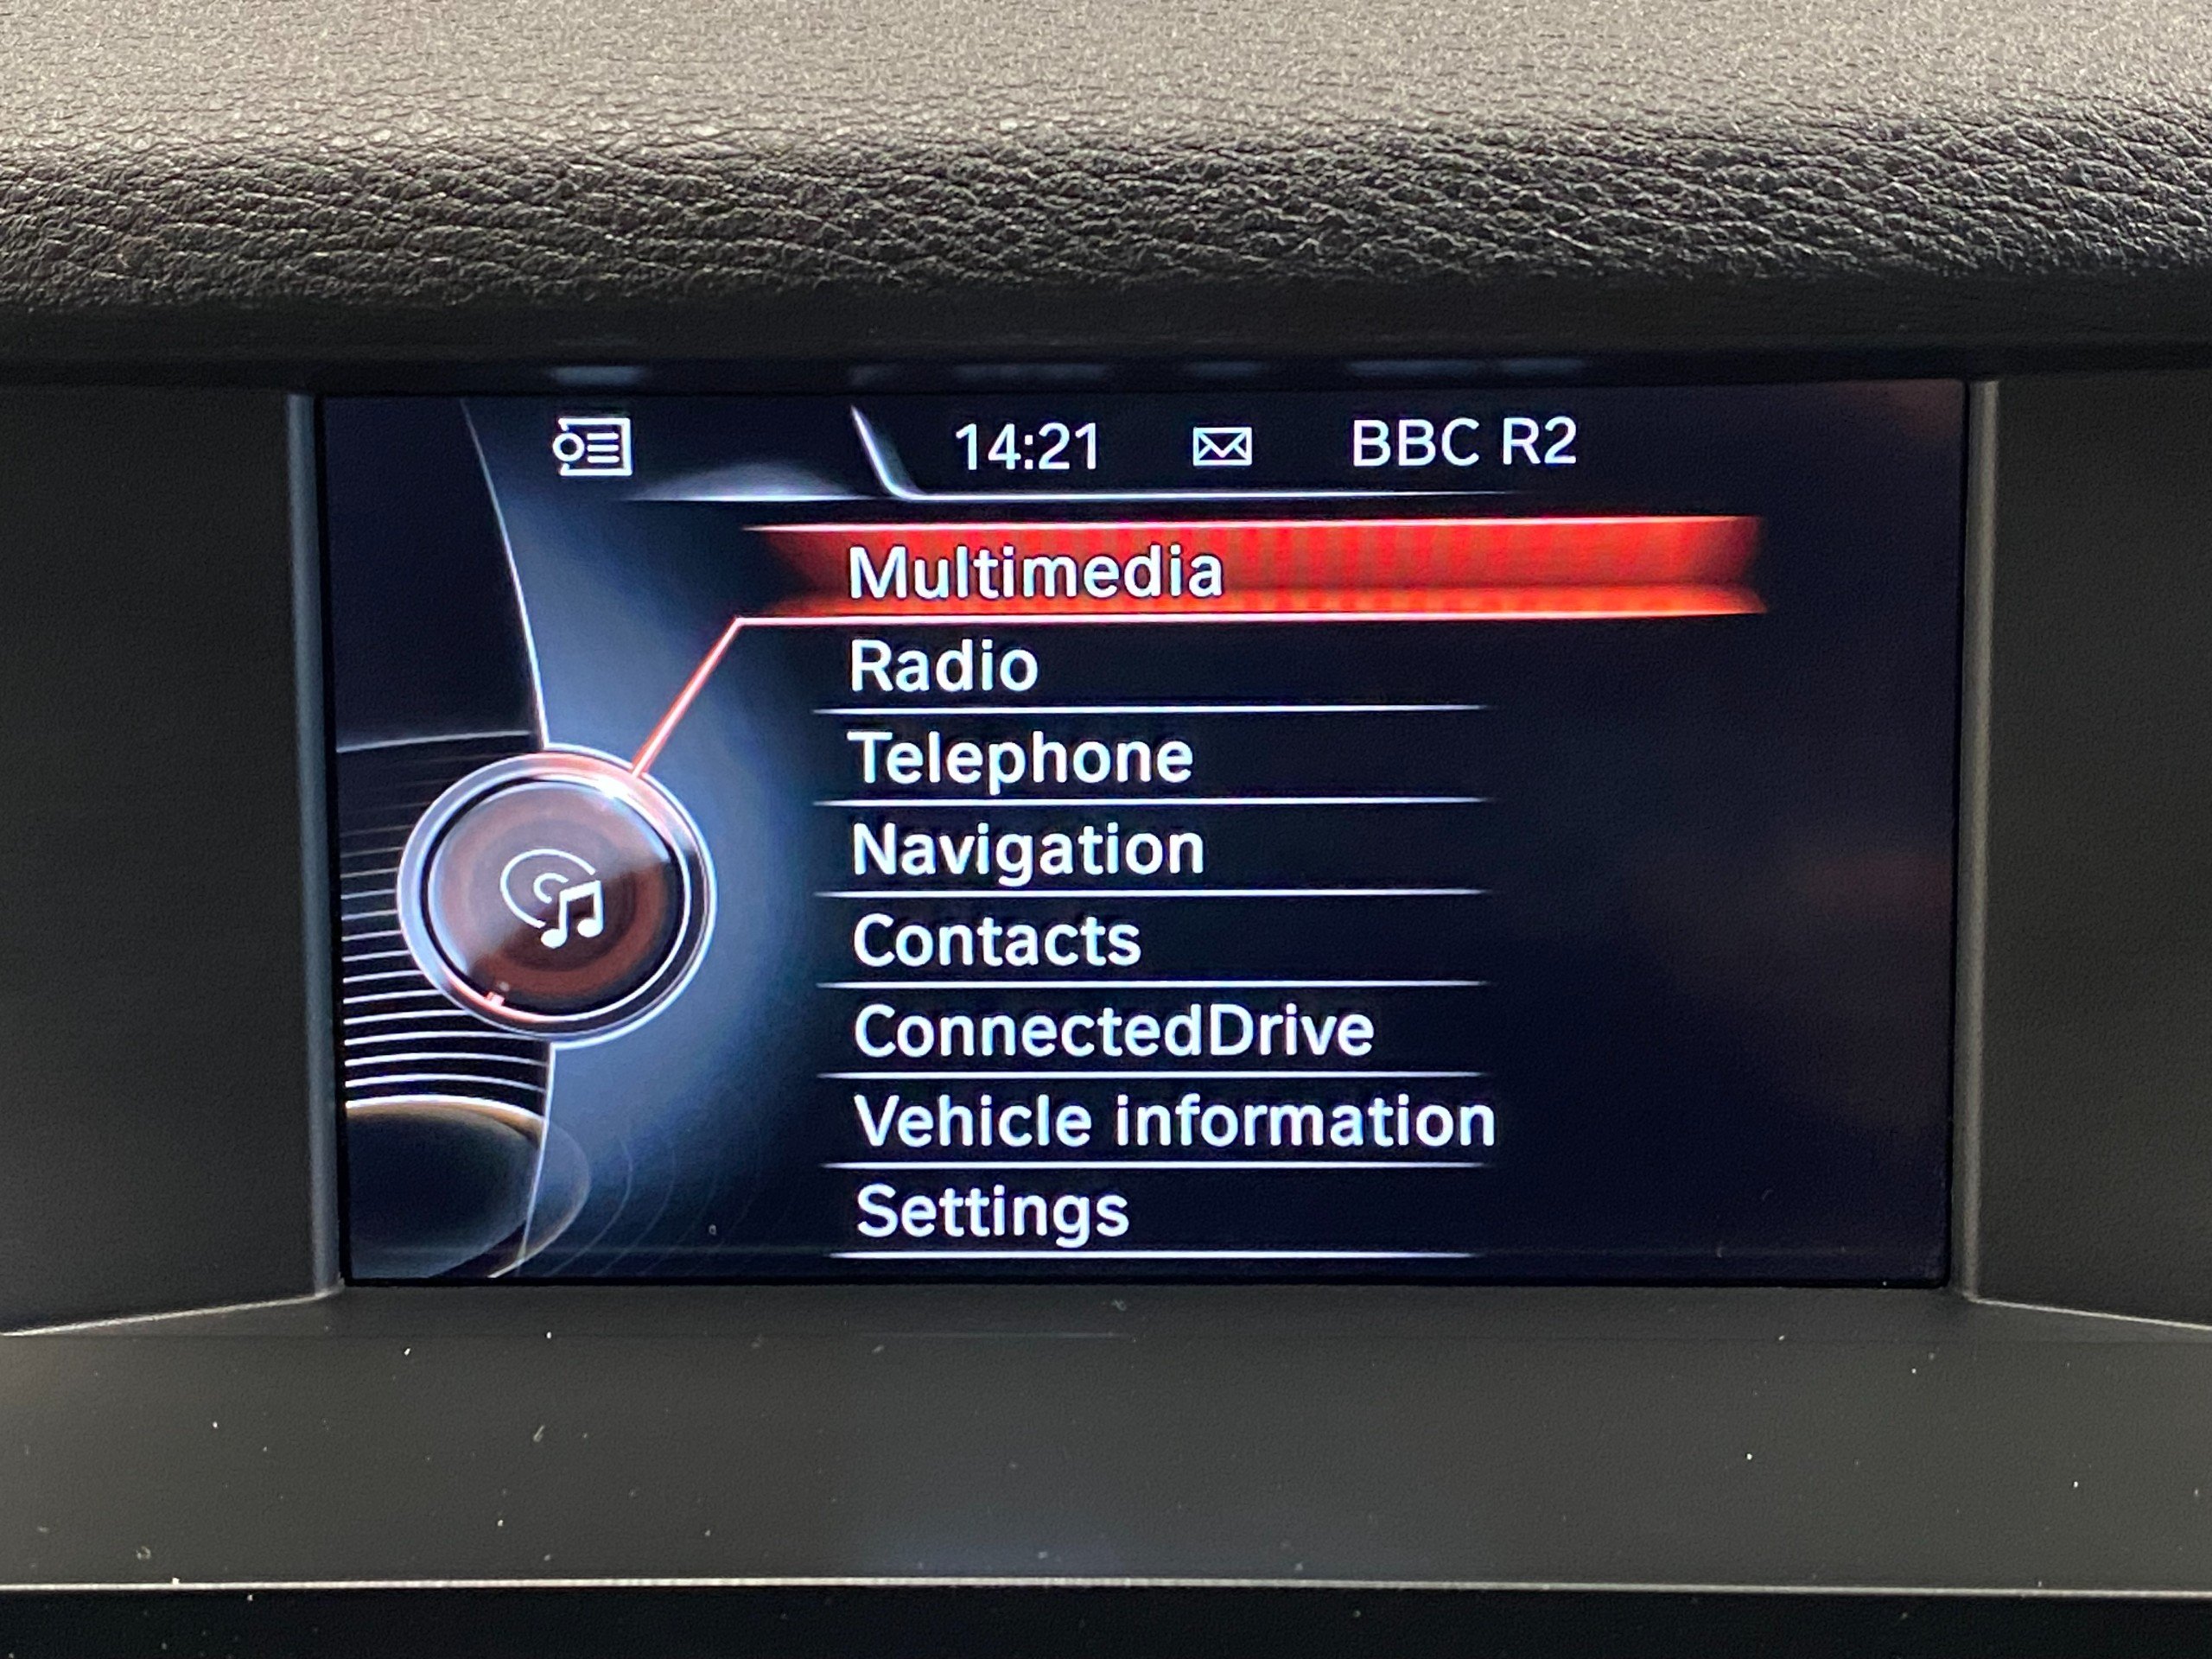 14:21 BBC R2
Multimedia
Radio
Telephone
Navigation
Contacts
ConnectedDrive
Vehicle information
Settings